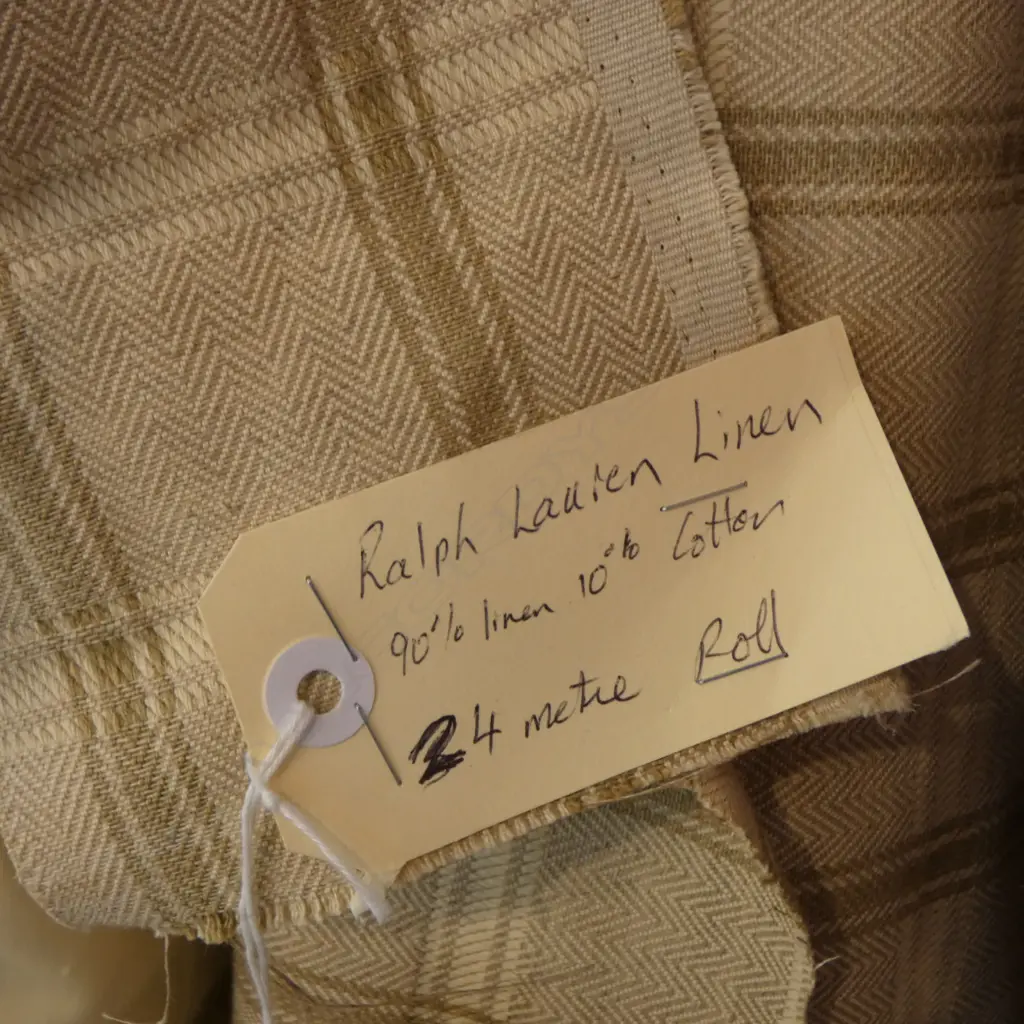 Ralph Lauren Linen
90% linen 10% Cotton
24 metre Roll